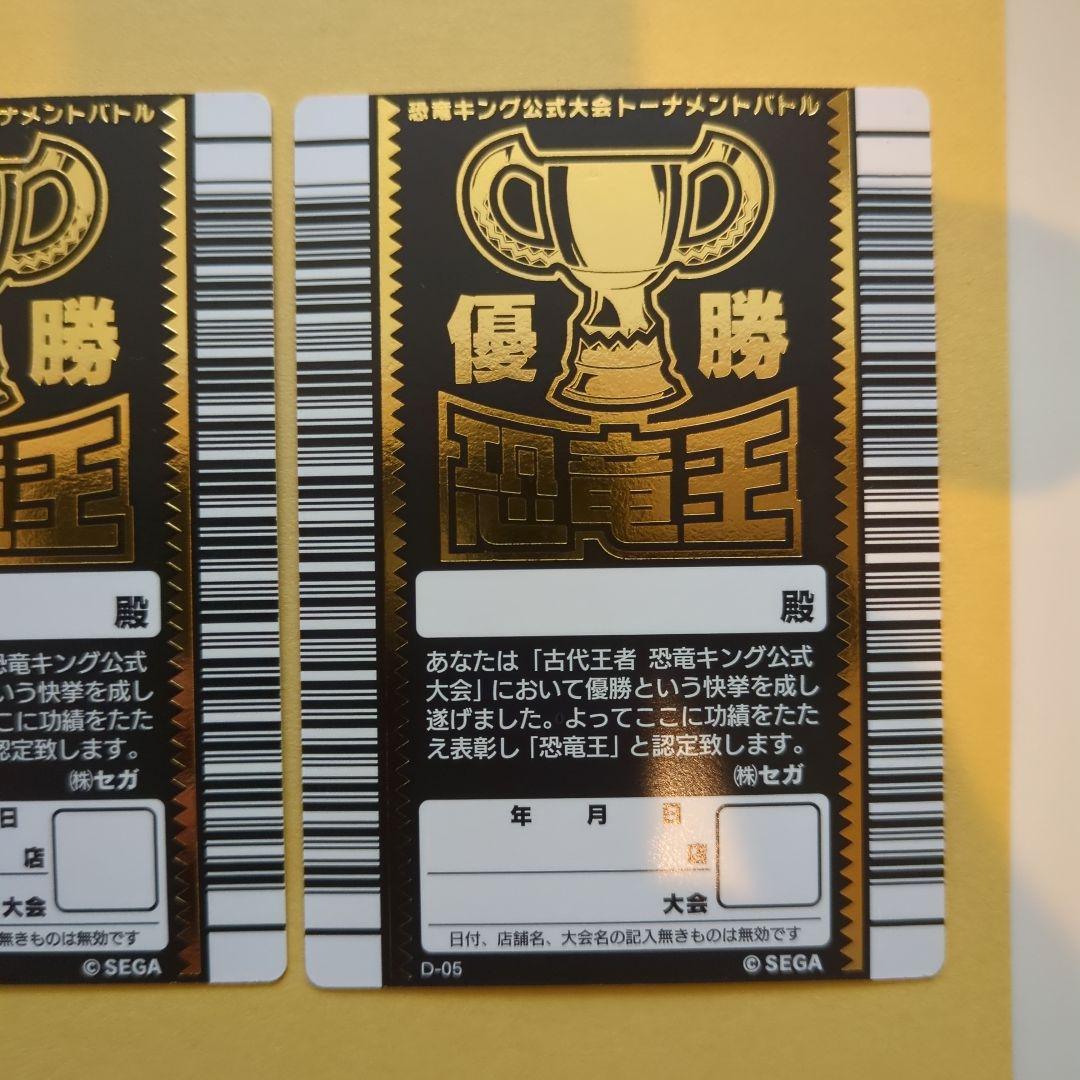 ーナメントバトル
勝
王
殿
恐竜キング公式
いう快挙を成し
ここに功績をたた
認定致します。
㈱セガ
日
店
大会
無きものは無効です
© SEGA
恐竜キング公式大会トーナメントバトル
優 勝
恐竜王
殿
あなたは「古代王者 恐竜キング公式
大会」において優勝という快挙を成し
遂げました。よってここに功績をたた
え表彰し「恐竜王」と認定致します。
㈱セガ
年 月 日
店
大会
日付、店舗名、大会名の記入無きものは無効です
D-05 © SEGA